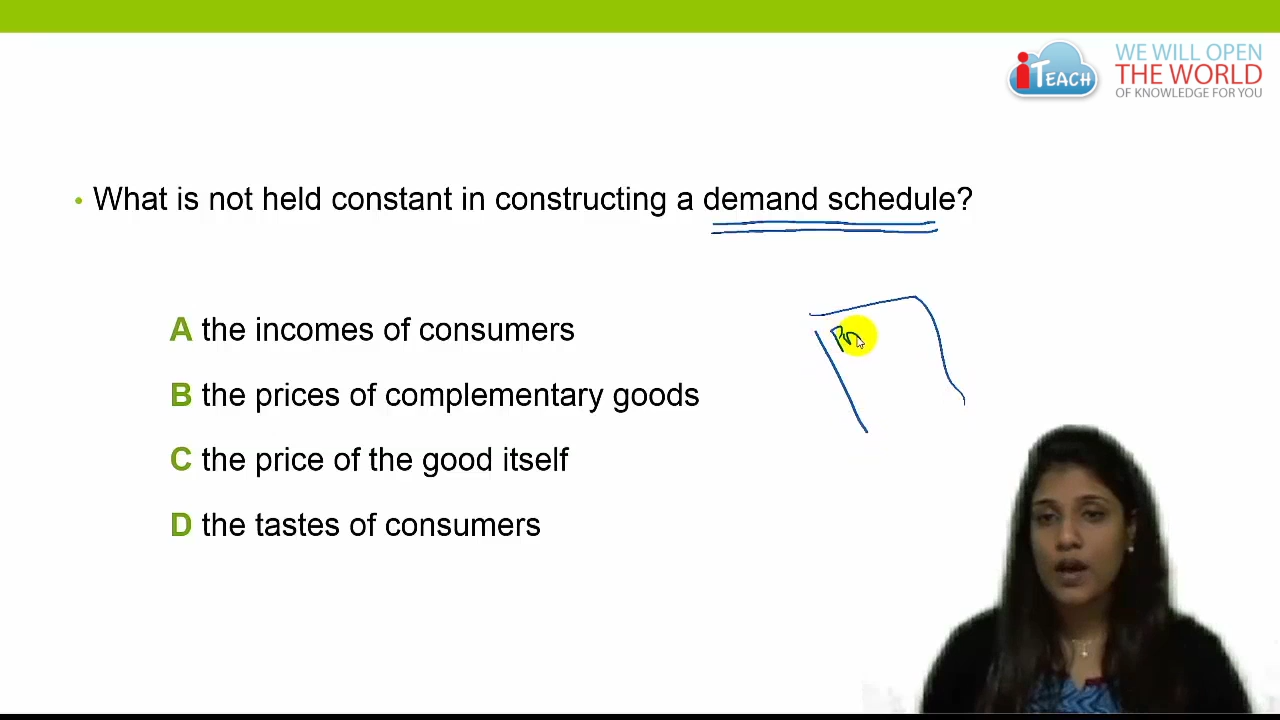 iTEACH
WE WILL OPEN
THE WORLD
OF KNOWLEDGE FOR YOU
• What is not held constant in constructing a demand schedule?
A the incomes of consumers
B the prices of complementary goods
C the price of the good itself
D the tastes of consumers